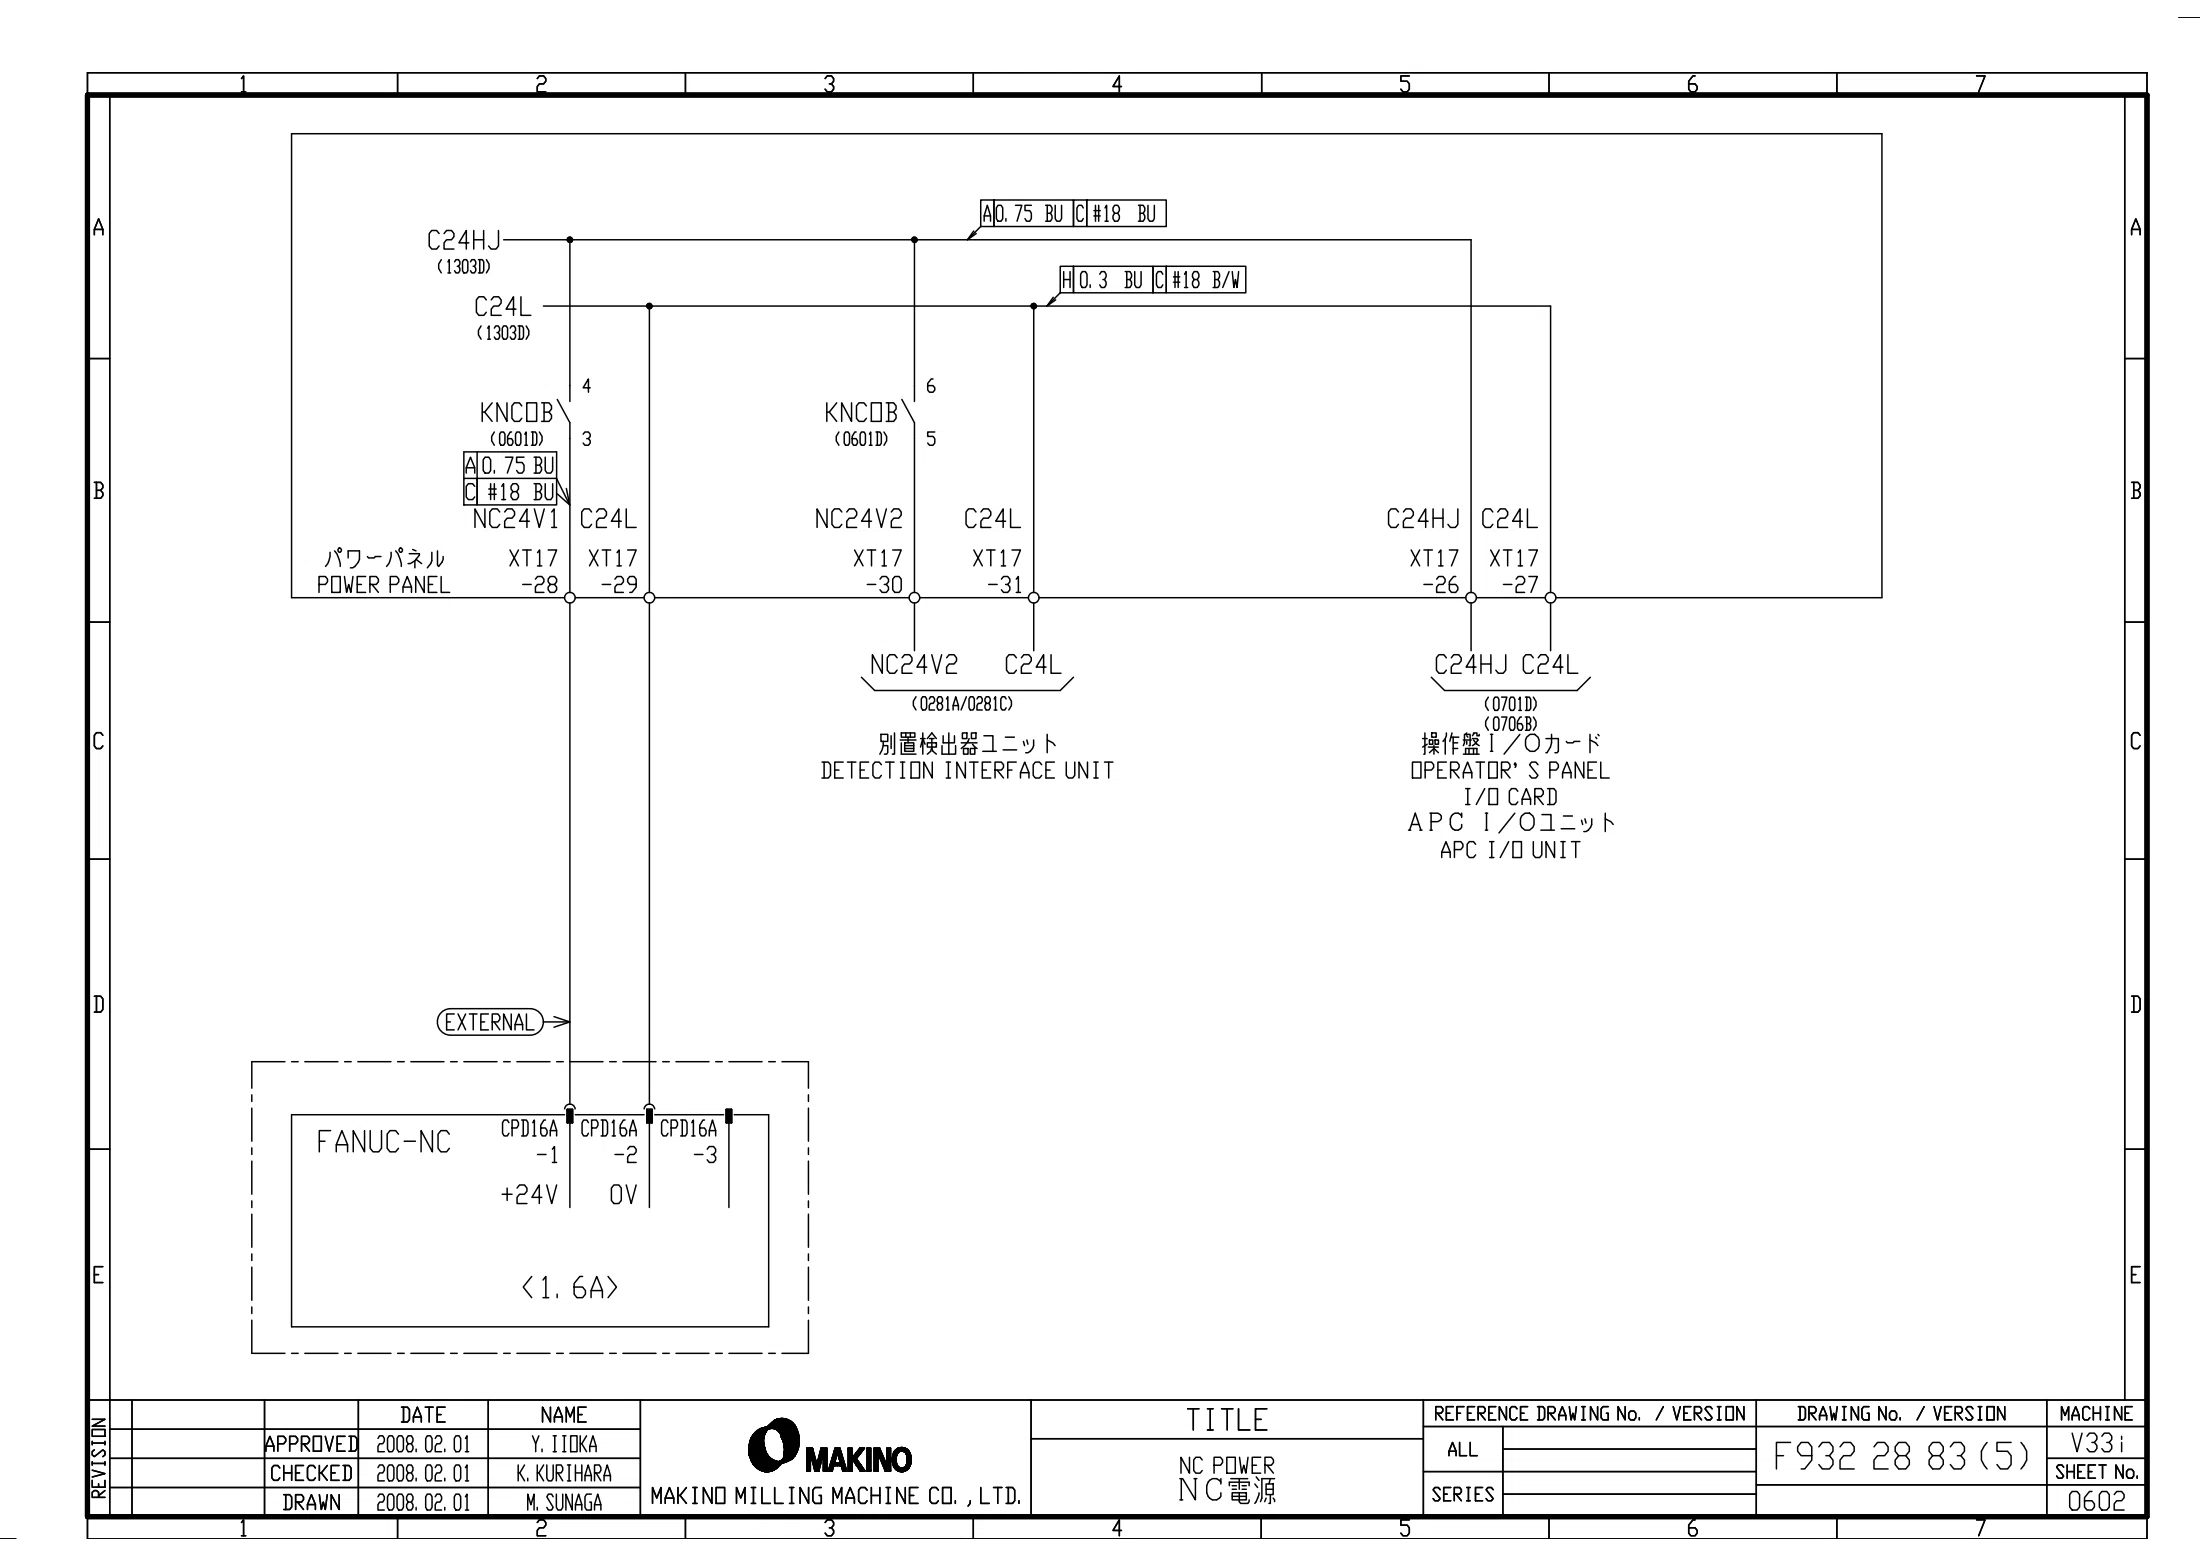 1 2 3 4 5 6 7
A
A
A 0.75 BU C #18 BU
C24HJ
(1303D)
H 0.3 BU C #18 B/W
C24L
(1303D)
4
KNCOB
(0601D)
3
6
KNCOB
(0601D)
5
A 0.75 BU
C #18 BU
B
B
NC24V1 C24L NC24V2 C24L C24HJ C24L
パワーパネル XT17 XT17 XT17 XT17 XT17 XT17
POWER PANEL -28 -29 -30 -31 -26 -27
NC24V2 C24L C24HJ C24L
(0281A/0281C) (0701D)
(0706B)
C
C
別置検出器ユニット 操作盤I/Oカード
DETECTION INTERFACE UNIT OPERATOR'S PANEL
I/O CARD
APC I/Oユニット
APC I/O UNIT
D
D
EXTERNAL
FANUC-NC
CPD16A CPD16A CPD16A
-1 -2 -3
+24V 0V
<1.6A>
E
E
REVISION
DATE NAME
APPROVED 2008.02.01 Y.IIOKA
CHECKED 2008.02.01 K.KURIHARA
DRAWN 2008.02.01 M.SUNAGA
MAKINO
MAKINO MILLING MACHINE CO.,LTD.
TITLE
NC POWER
NC電源
REFERENCE DRAWING No. / VERSION
ALL
SERIES
DRAWING No. / VERSION
F932 28 83(5)
MACHINE
V33i
SHEET No.
0602
1 2 3 4 5 6 7